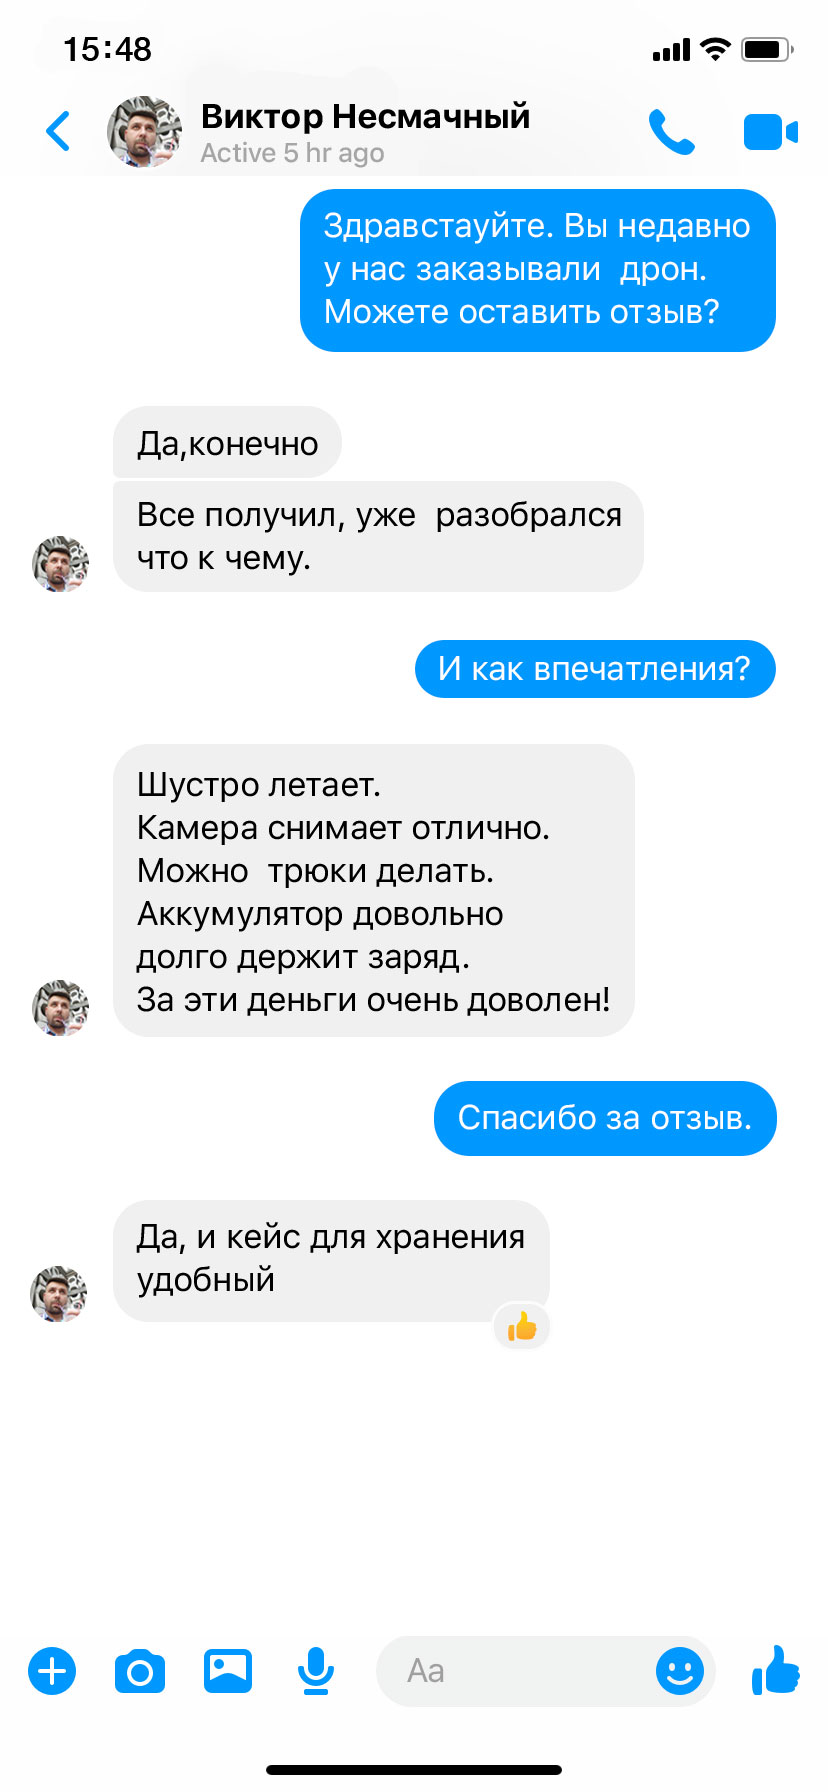 15:48
Виктор Несмачный
Active 5 hr ago
Здравстауйте. Вы недавно
у нас заказывали дрон.
Можете оставить отзыв?
Да,конечно
Все получил, уже разобрался
что к чему.
И как впечатления?
Шустро летает.
Камера снимает отлично.
Можно трюки делать.
Аккумулятор довольно
долго держит заряд.
За эти деньги очень доволен!
Спасибо за отзыв.
Да, и кейс для хранения
удобный
Aa